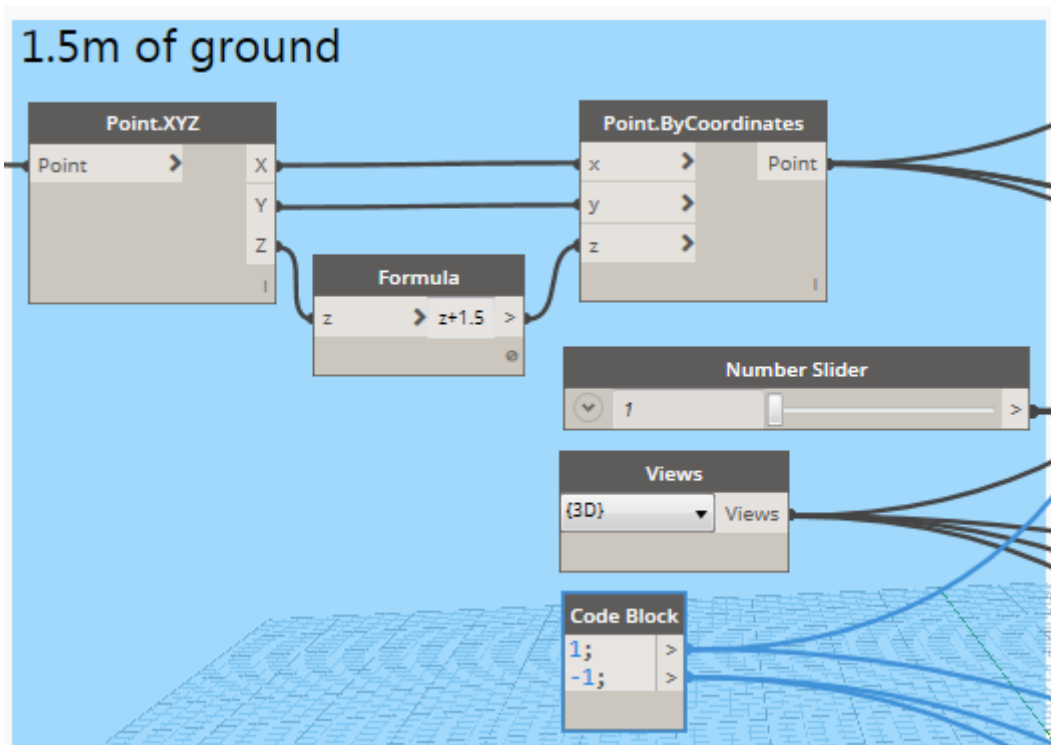 1.5m of ground
Point.XYZ
Point >
X
Y
Z
l
Point.ByCoordinates
x >
y >
z >
Point
l
Formula
z > z+1.5 >
Number Slider
1 >
Views
{3D} Views
Code Block
1; >
-1; >